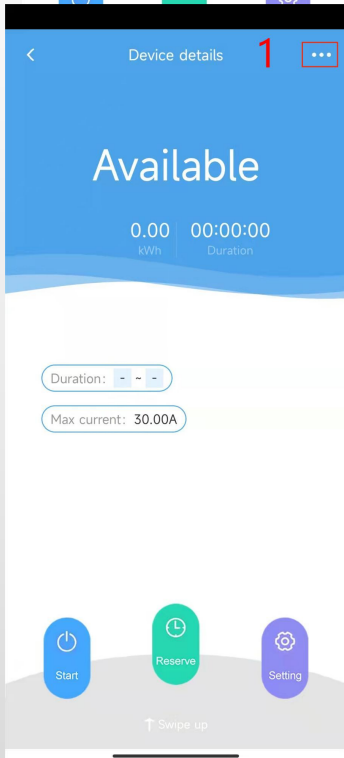 Device details 1
Available
0.00 00:00:00
kWh Duration
Duration: - ~ -
Max current: 30.00A
Start Reserve Setting
Swipe up